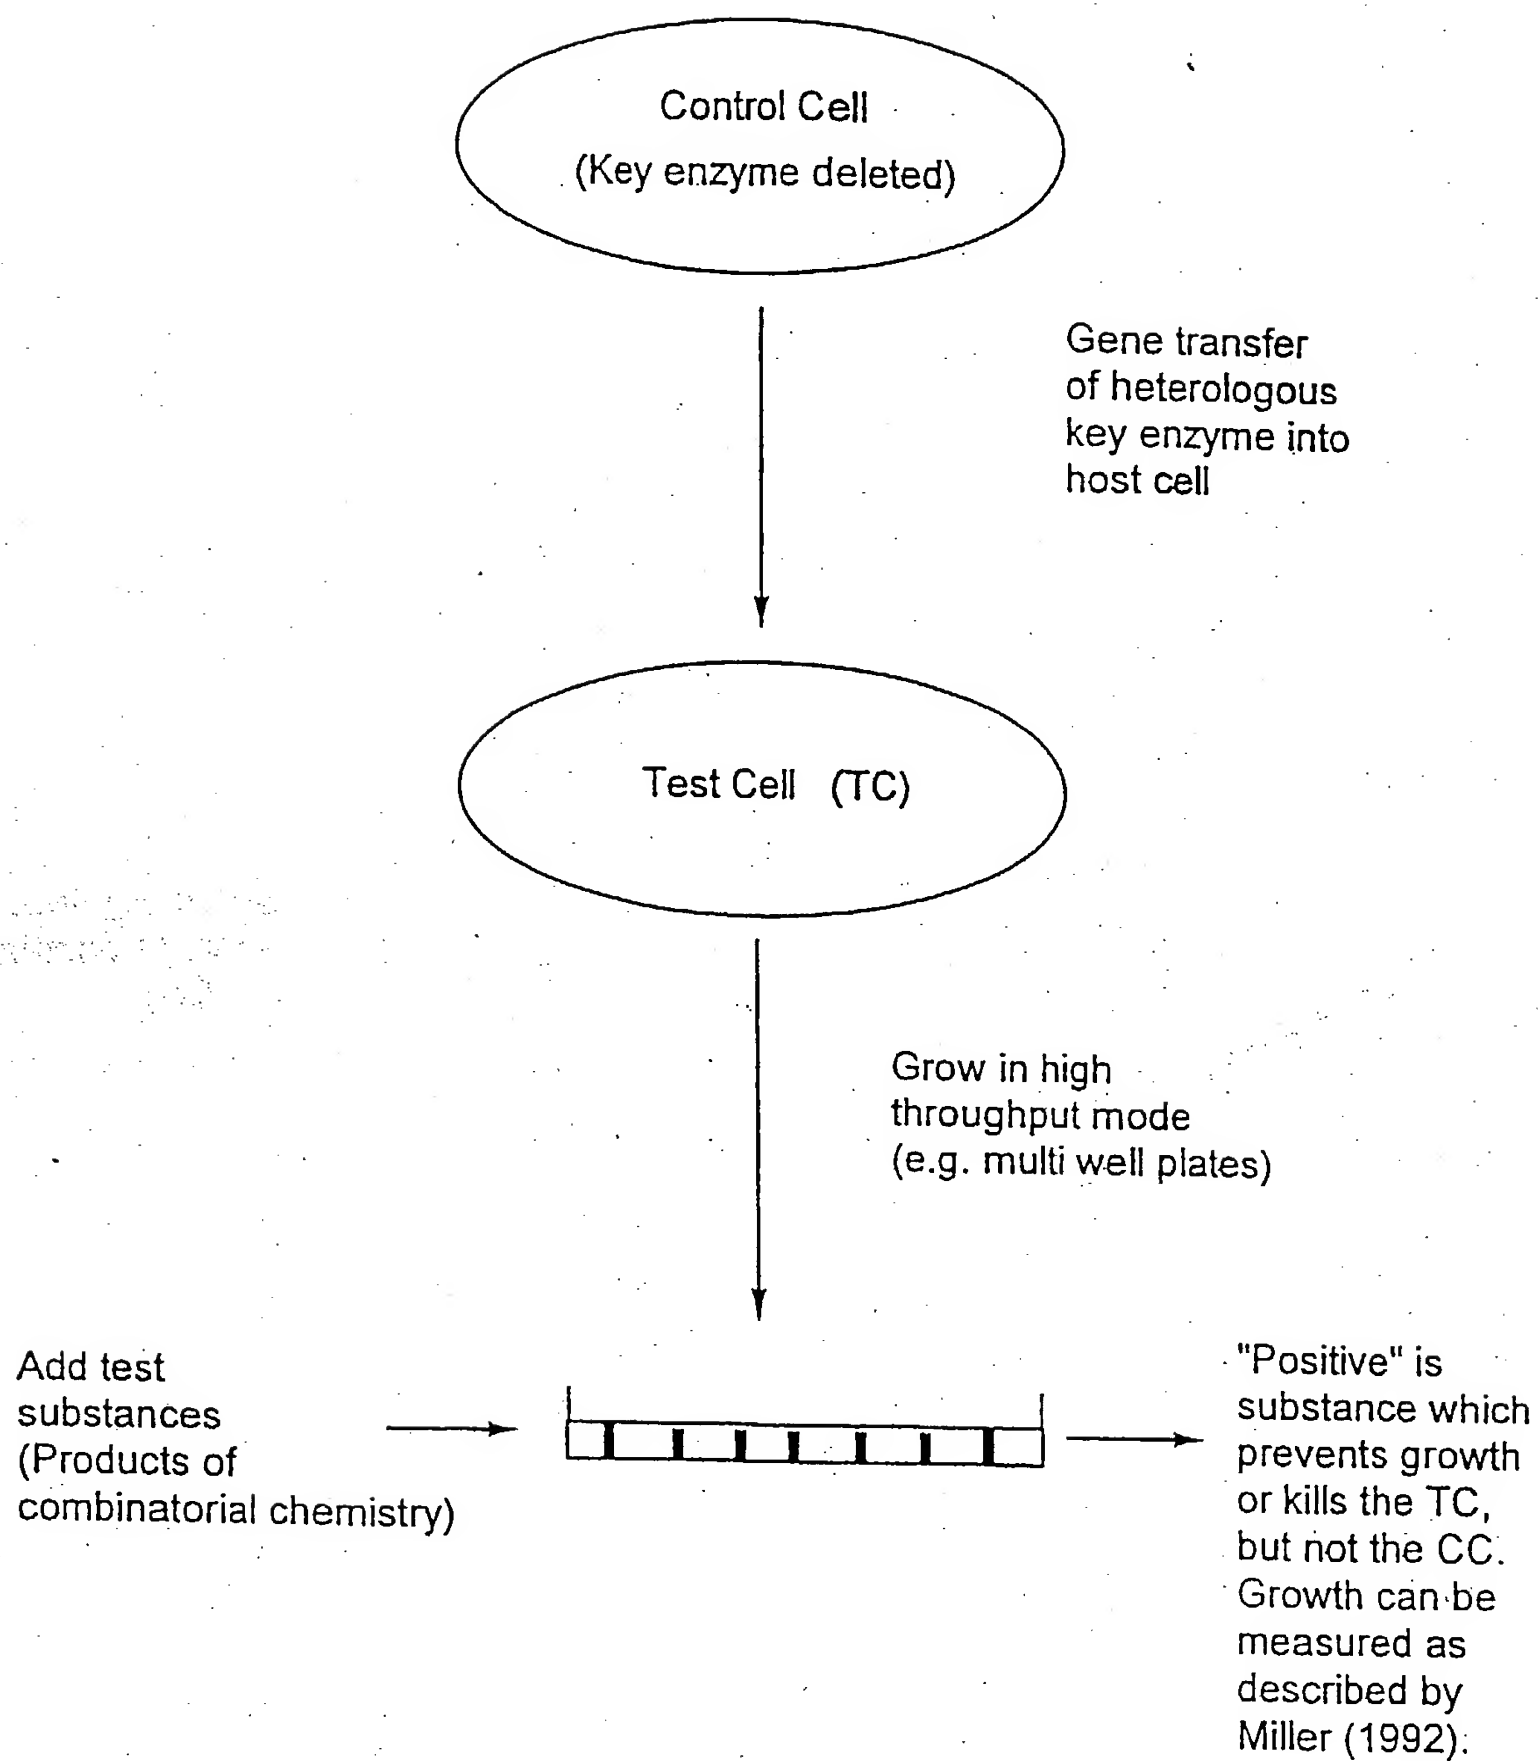 Control Cell
(Key enzyme deleted)
Gene transfer
of heterologous
key enzyme into
host cell
Test Cell (TC)
Grow in high
throughput mode
(e.g. multi well plates)
Add test
substances
(Products of
combinatorial chemistry)
"Positive" is
substance which
prevents growth
or kills the TC,
but not the CC.
Growth can be
measured as
described by
Miller (1992).